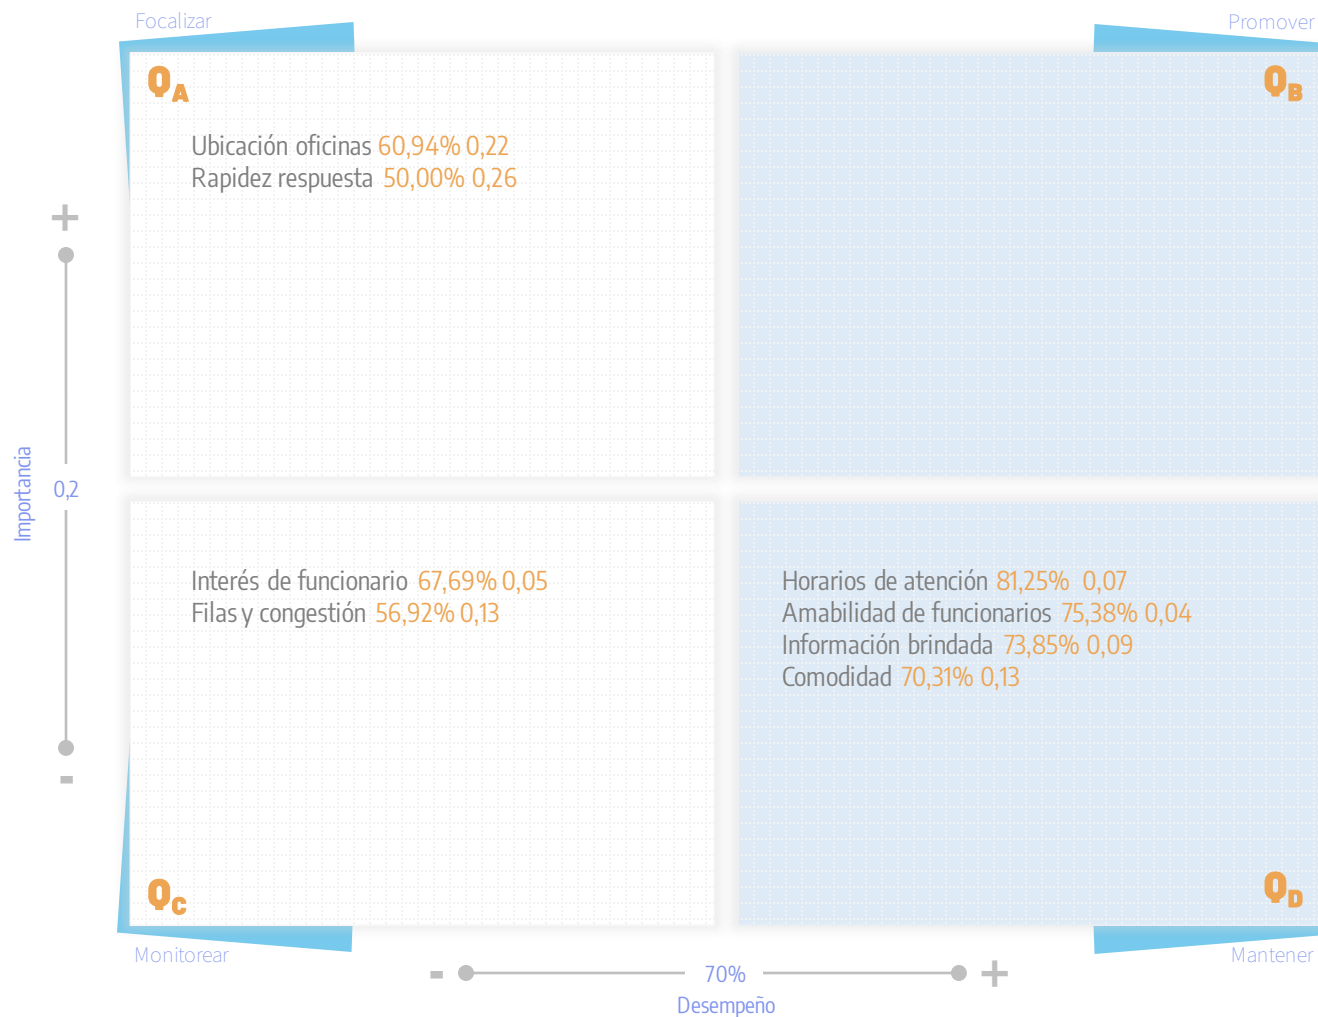 Focalizar
Promover
QA
QB
Ubicación oficinas 60,94% 0,22
Rapidez respuesta 50,00% 0,26
+
Importancia
0,2
Interés de funcionario 67,69% 0,05
Filas y congestión 56,92% 0,13
Horarios de atención 81,25% 0,07
Amabilidad de funcionarios 75,38% 0,04
Información brindada 73,85% 0,09
Comodidad 70,31% 0,13
-
QC
QD
Monitorear
Mantener
- 70% +
Desempeño